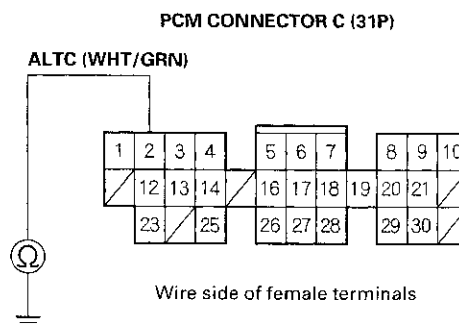 PCM CONNECTOR C (31P)
ALTC (WHT/GRN)
1 2 3 4 5 6 7 8 9 10
12 13 14 16 17 18 19 20 21
23 25 26 27 28 29 30
Ω
Wire side of female terminals